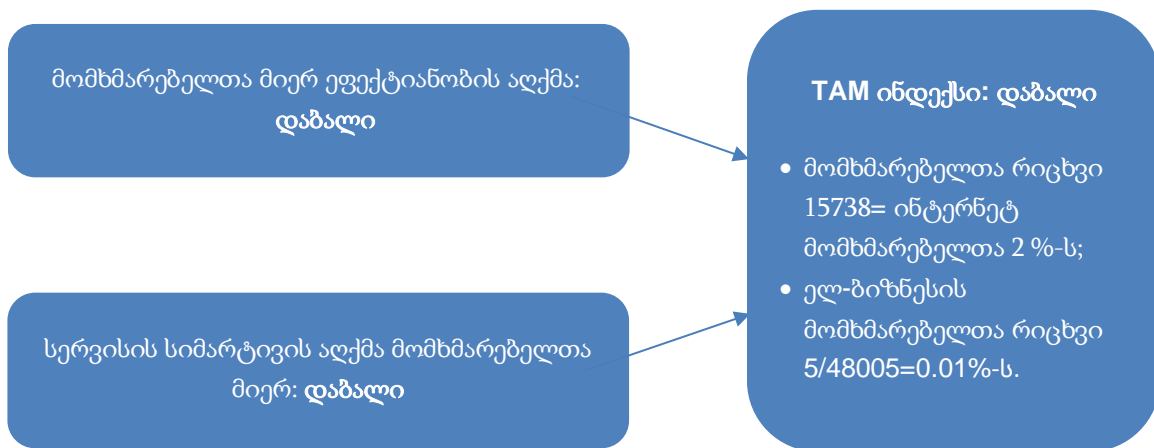 მომხმარებელთა მიერ ეფექტიანობის აღქმა:
დაბალი
სერვისის სიმარტივის აღქმა მომხმარებელთა
მიერ: დაბალი
TAM ინდექსი: დაბალი
• მომხმარებელთა რიცხვი
15738= ინტერნეტ
მომხმარებელთა 2 %-ს;
• ელ-ბიზნესის
მომხმარებელთა რიცხვი
5/48005=0.01%-ს.